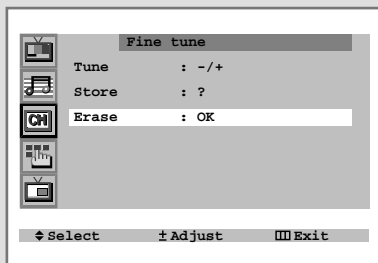 Fine tune
Tune : -/+
Store : ?
CH
Erase : OK
Select ± Adjust Exit